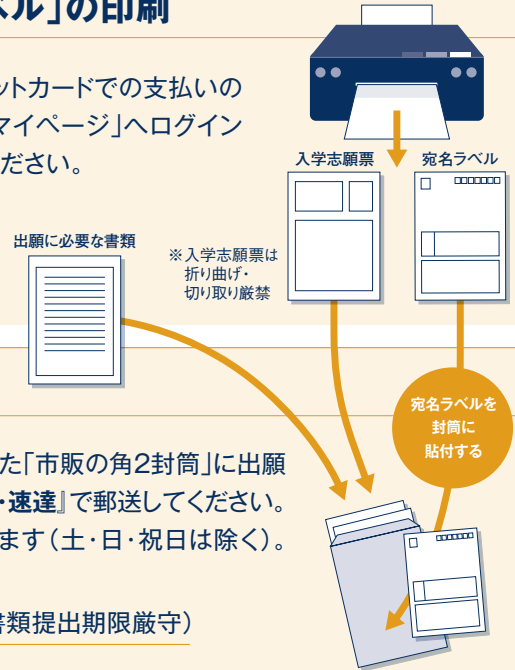 ベル」の印刷
ットカードでの支払いの
マイページ」へログイン
ださい。
入学志願票
宛名ラベル
出願に必要な書類
※入学志願票は
折り曲げ・
切り取り厳禁
宛名ラベルを
封筒に
貼付する
た「市販の角2封筒」に出願
・速達』で郵送してください。
ます(土・日・祝日は除く)。
書類提出期限厳守)